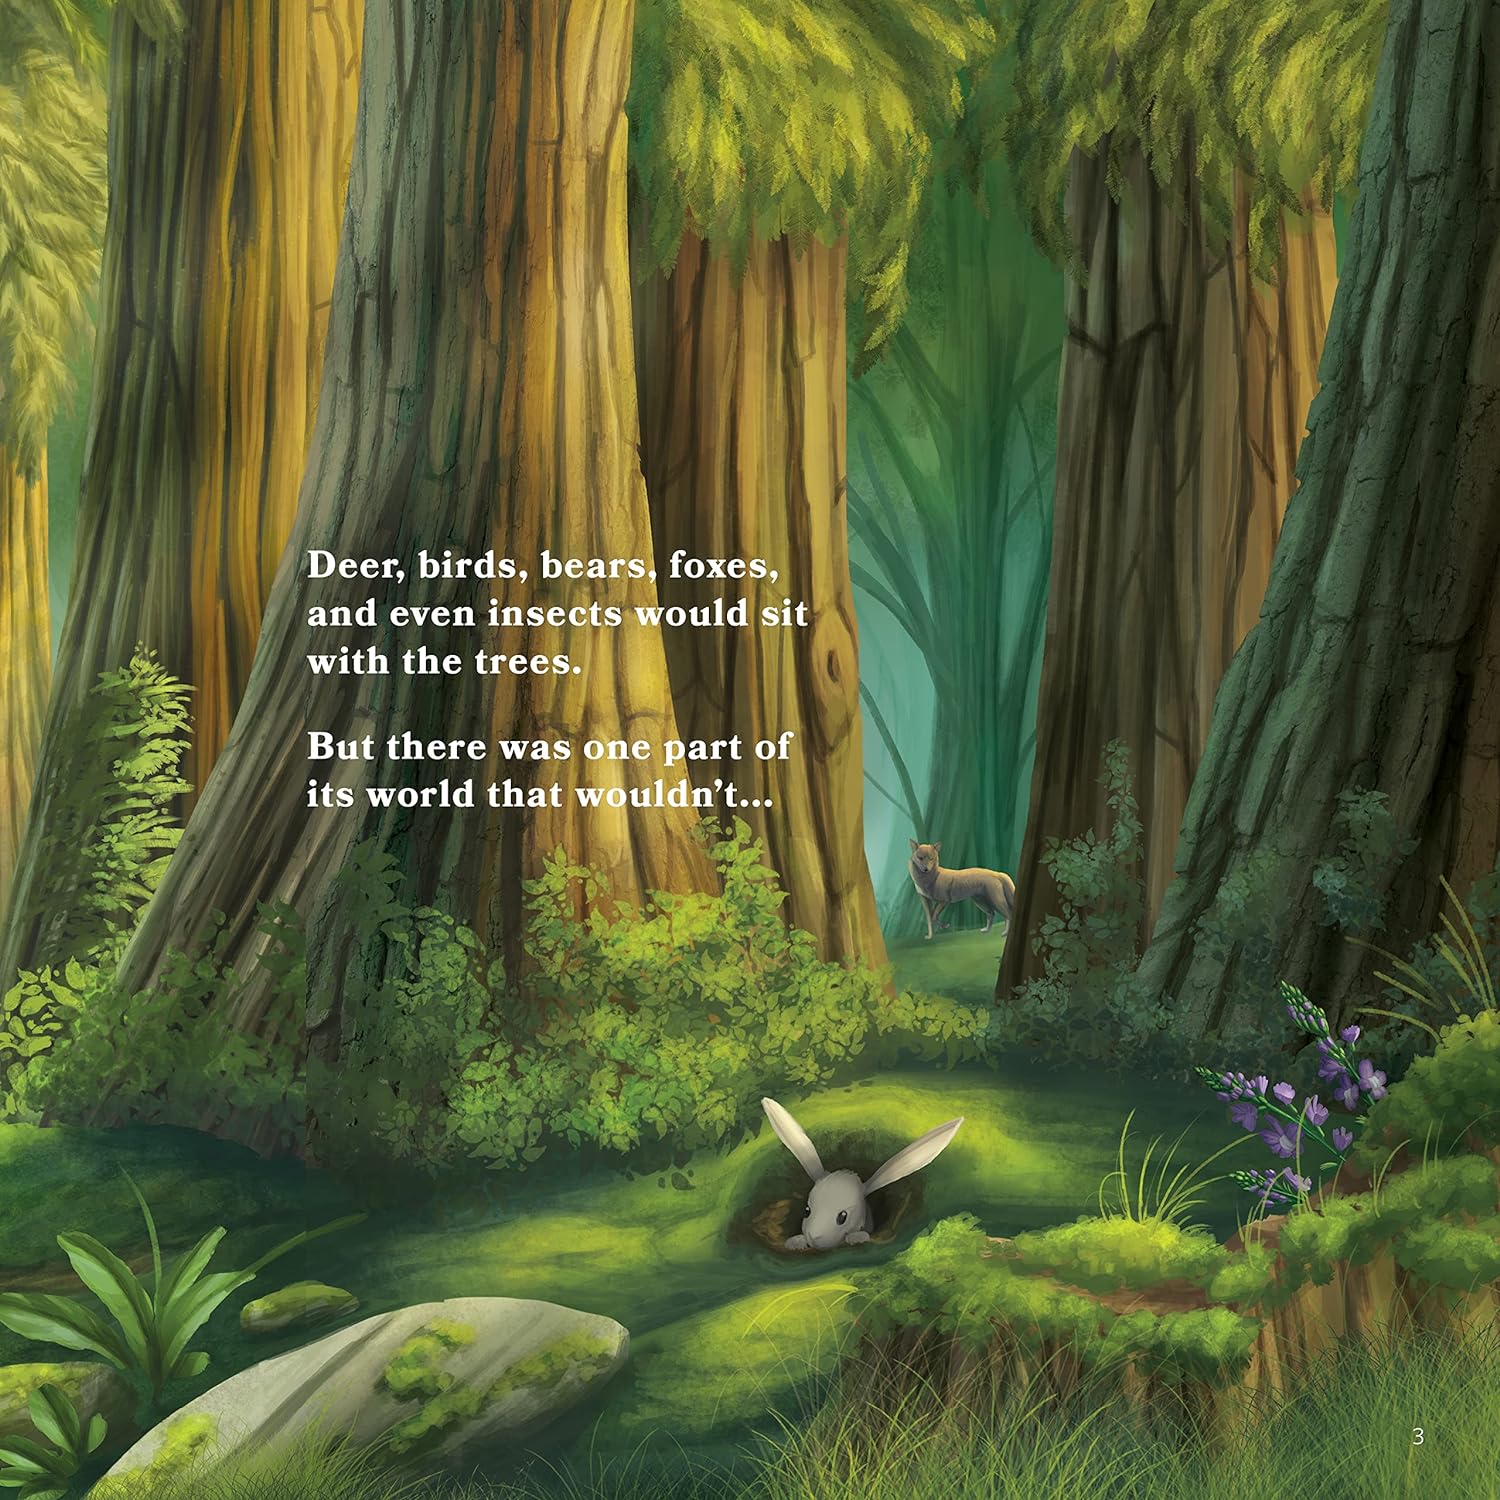 Deer, birds, bears, foxes,
and even insects would sit
with the trees.
But there was one part of
its world that wouldn’t...
3